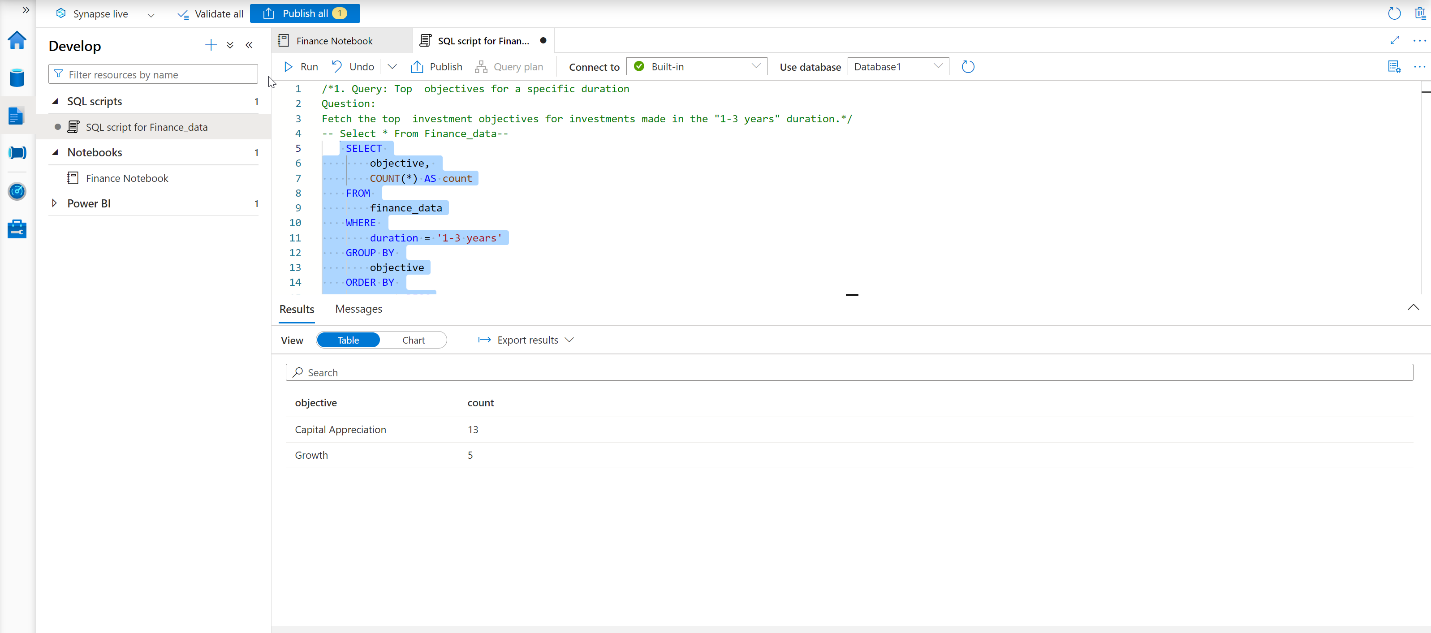 Synapse live Validate all Publish all 1
Develop
Filter resources by name
SQL scripts 1
SQL script for Finance_data
Notebooks 1
Finance Notebook
Power BI 1
Finance Notebook SQL script for Finan...
Run Undo Publish Query plan Connect to Built-in Use database Database1
1 /*1. Query: Top  objectives for a specific duration
2 Question:
3 Fetch the top  investment objectives for investments made in the "1-3 years" duration.*/
4 -- Select * From Finance_data--
5 SELECT
6 objective,
7 COUNT(*) AS count
8 FROM
9 finance_data
10 WHERE
11 duration = '1-3 years'
12 GROUP BY
13 objective
14 ORDER BY
Results Messages
View Table Chart Export results
Search
objective count
Capital Appreciation 13
Growth 5